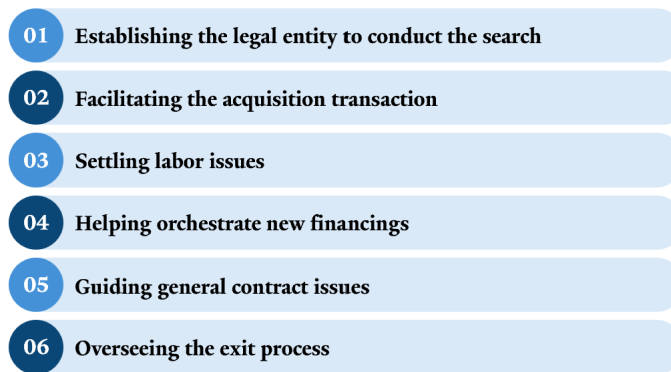 01 Establishing the legal entity to conduct the search
02 Facilitating the acquisition transaction
03 Settling labor issues
04 Helping orchestrate new financings
05 Guiding general contract issues
06 Overseeing the exit process